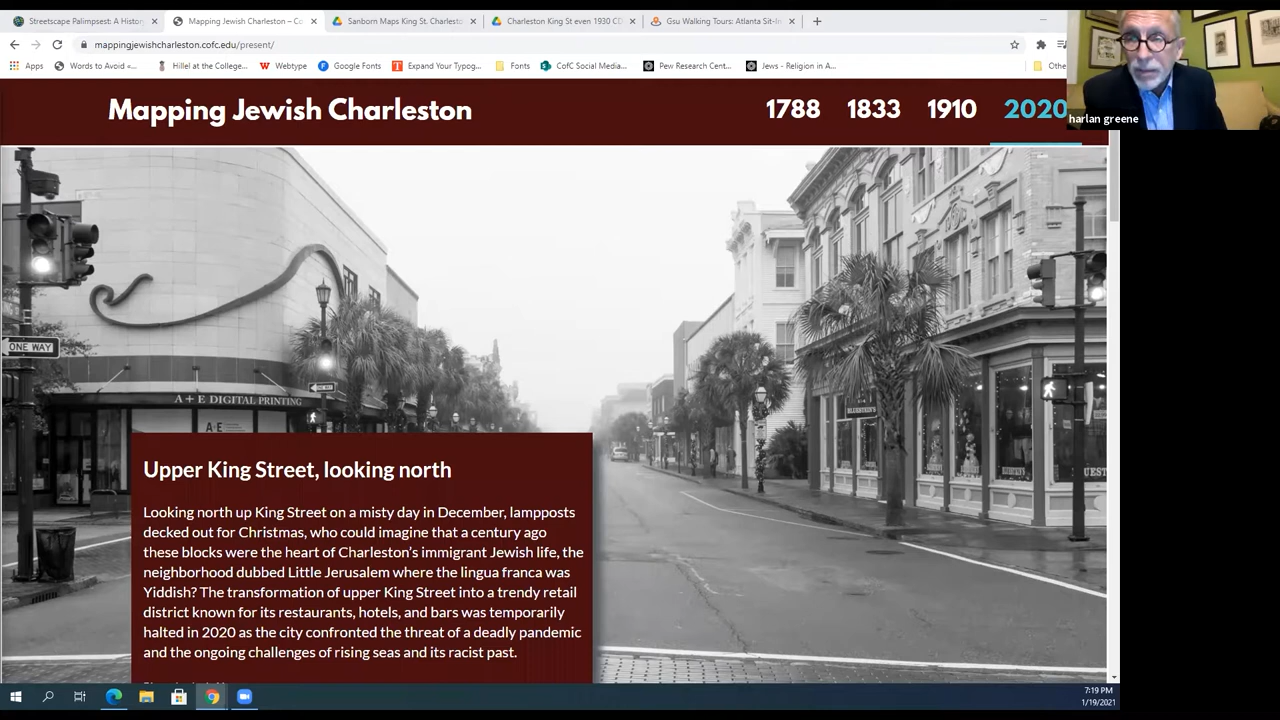 Streetscape Palimpsest: A Histor
Mapping Jewish Charleston – Co
Sanborn Maps King St. Charlesto
Charleston King St even 1930 CD
Gsu Walking Tours: Atlanta Sit-In
mappingjewishcharleston.cofc.edu/present/
Apps
Words to Avoid «...
Hillel at the Colleg...
Webtype
Google Fonts
Expand Your Typog...
Fonts
CofC Social Media...
Pew Research Cent...
Jews - Religion in A...
Othe
harlan greene
Mapping Jewish Charleston
1788
1833
1910
2020
ONE WAY
A+E DIGITAL PRINTING
A+E
BLUESTEIN'S
Upper King Street, looking north
Looking north up King Street on a misty day in December, lampposts
decked out for Christmas, who could imagine that a century ago
these blocks were the heart of Charleston's immigrant Jewish life, the
neighborhood dubbed Little Jerusalem where the lingua franca was
Yiddish? The transformation of upper King Street into a trendy retail
district known for its restaurants, hotels, and bars was temporarily
halted in 2020 as the city confronted the threat of a deadly pandemic
and the ongoing challenges of rising seas and its racist past.
7:19 PM
1/19/2021